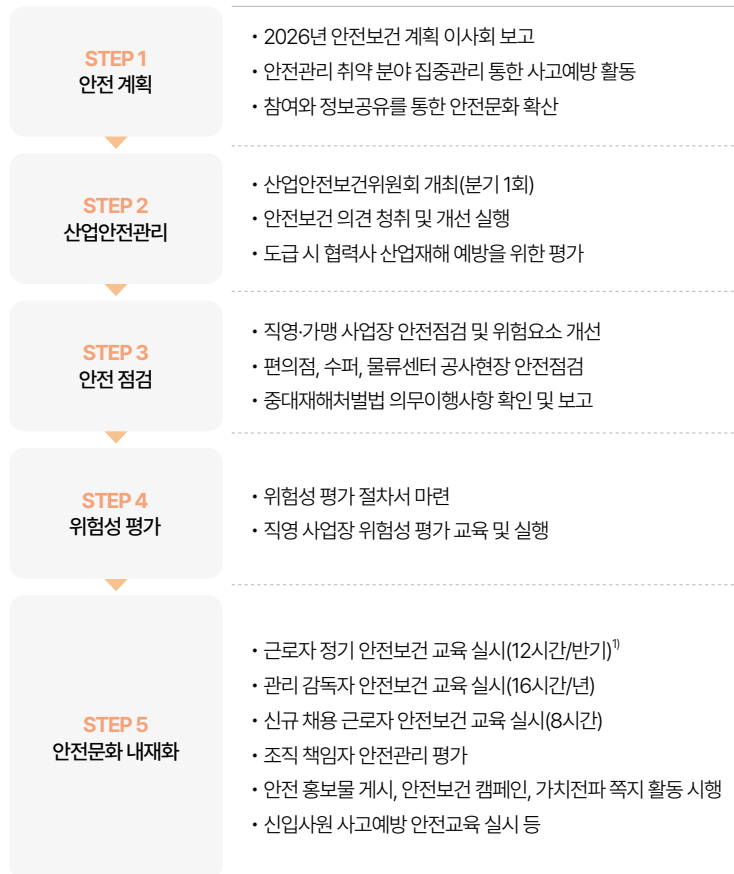 STEP 1
안전 계획
• 2026년 안전보건 계획 이사회 보고
• 안전관리 취약 분야 집중관리 통한 사고예방 활동
• 참여와 정보공유를 통한 안전문화 확산
STEP 2
산업안전관리
• 산업안전보건위원회 개최(분기 1회)
• 안전보건 의견 청취 및 개선 실행
• 도급 시 협력사 산업재해 예방을 위한 평가
STEP 3
안전 점검
• 직영·가맹 사업장 안전점검 및 위험요소 개선
• 편의점, 수퍼, 물류센터 공사현장 안전점검
• 중대재해처벌법 의무이행사항 확인 및 보고
STEP 4
위험성 평가
• 위험성 평가 절차서 마련
• 직영 사업장 위험성 평가 교육 및 실행
STEP 5
안전문화 내재화
• 근로자 정기 안전보건 교육 실시(12시간/반기)1)
• 관리 감독자 안전보건 교육 실시(16시간/년)
• 신규 채용 근로자 안전보건 교육 실시(8시간)
• 조직 책임자 안전관리 평가
• 안전 홍보물 게시, 안전보건 캠페인, 가치전파 쪽지 활동 시행
• 신입사원 사고예방 안전교육 실시 등